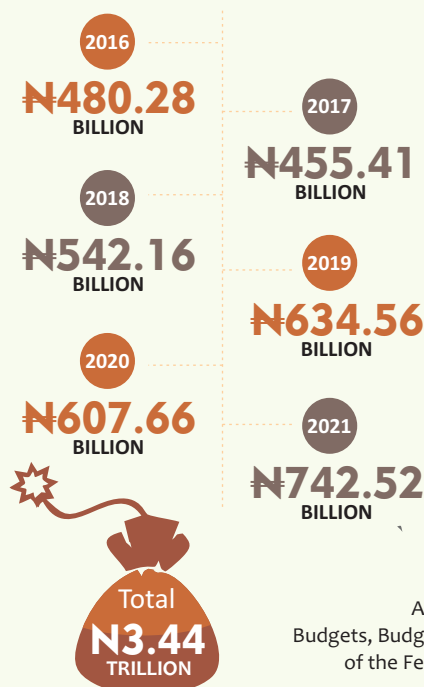 2016
₦480.28
BILLION
2017
₦455.41
BILLION
2018
₦542.16
BILLION
2019
₦634.56
BILLION
2020
₦607.66
BILLION
2021
₦742.52
BILLION
Total
N3.44
TRILLION
A
Budgets, Budg
of the Fe